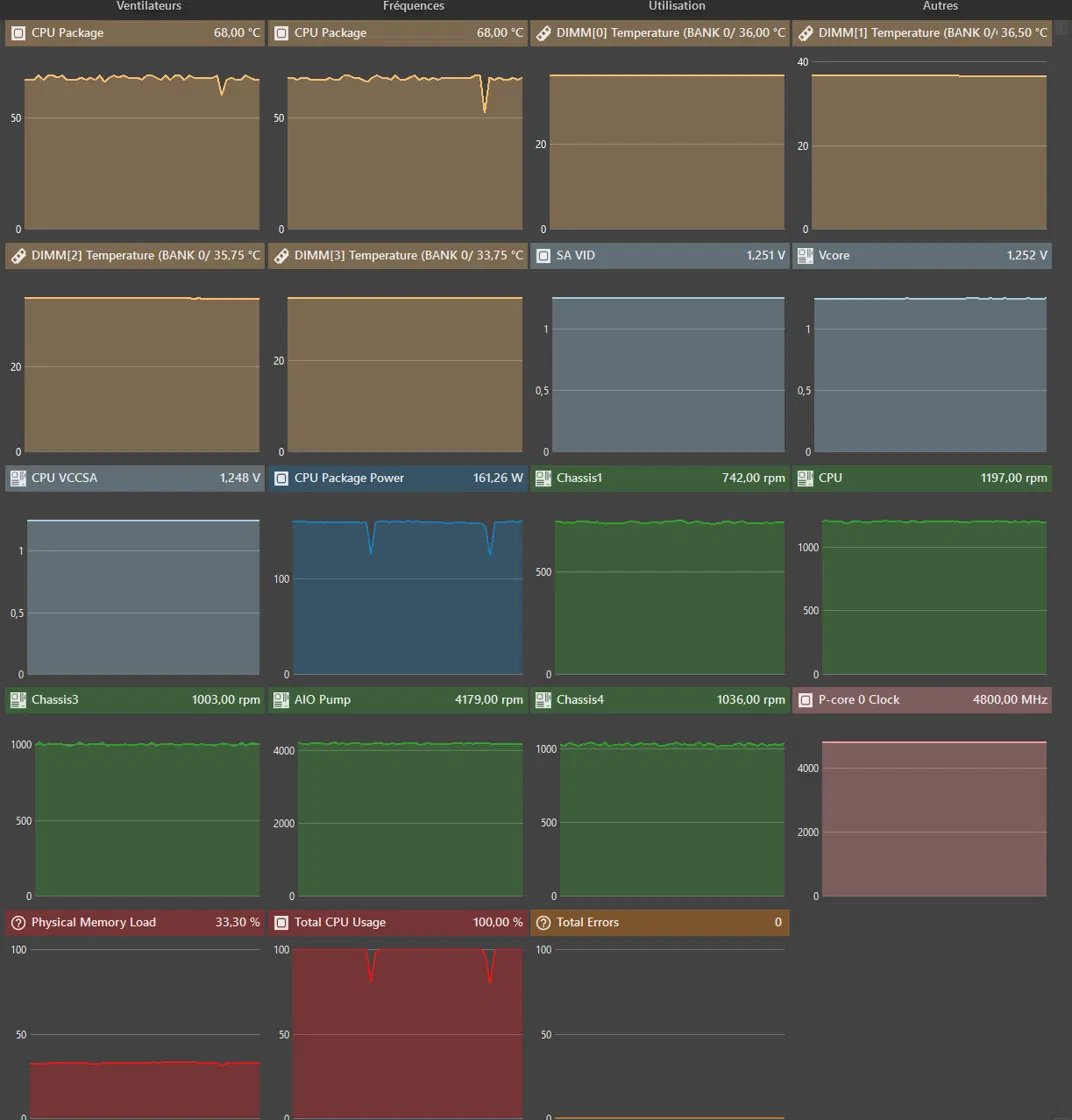 Ventilateurs Fréquences Utilisation Autres
CPU Package 68,00 °C CPU Package 68,00 °C DIMM[0] Temperature (BANK 0/ 36,00 °C DIMM[1] Temperature (BANK 0/ 36,50 °C
40
50 50
20 20
0 0 0 0
DIMM[2] Temperature (BANK 0/ 35,75 °C DIMM[3] Temperature (BANK 0/ 33,75 °C SA VID 1,251 V Vcore 1,252 V
1 1
20 20
0,5 0,5
0 0 0 0
CPU VCCSA 1,248 V CPU Package Power 161,26 W Chassis1 742,00 rpm CPU 1197,00 rpm
1 100 500 1000
0,5 500
0 0 0 0
Chassis3 1003,00 rpm AIO Pump 4179,00 rpm Chassis4 1036,00 rpm P-core 0 Clock 4800,00 MHz
1000 4000 1000 4000
500 2000 500 2000
0 0 0 0
Physical Memory Load 33,30 % Total CPU Usage 100,00 % Total Errors 0
100 100 100
50 50 50
0 0 0